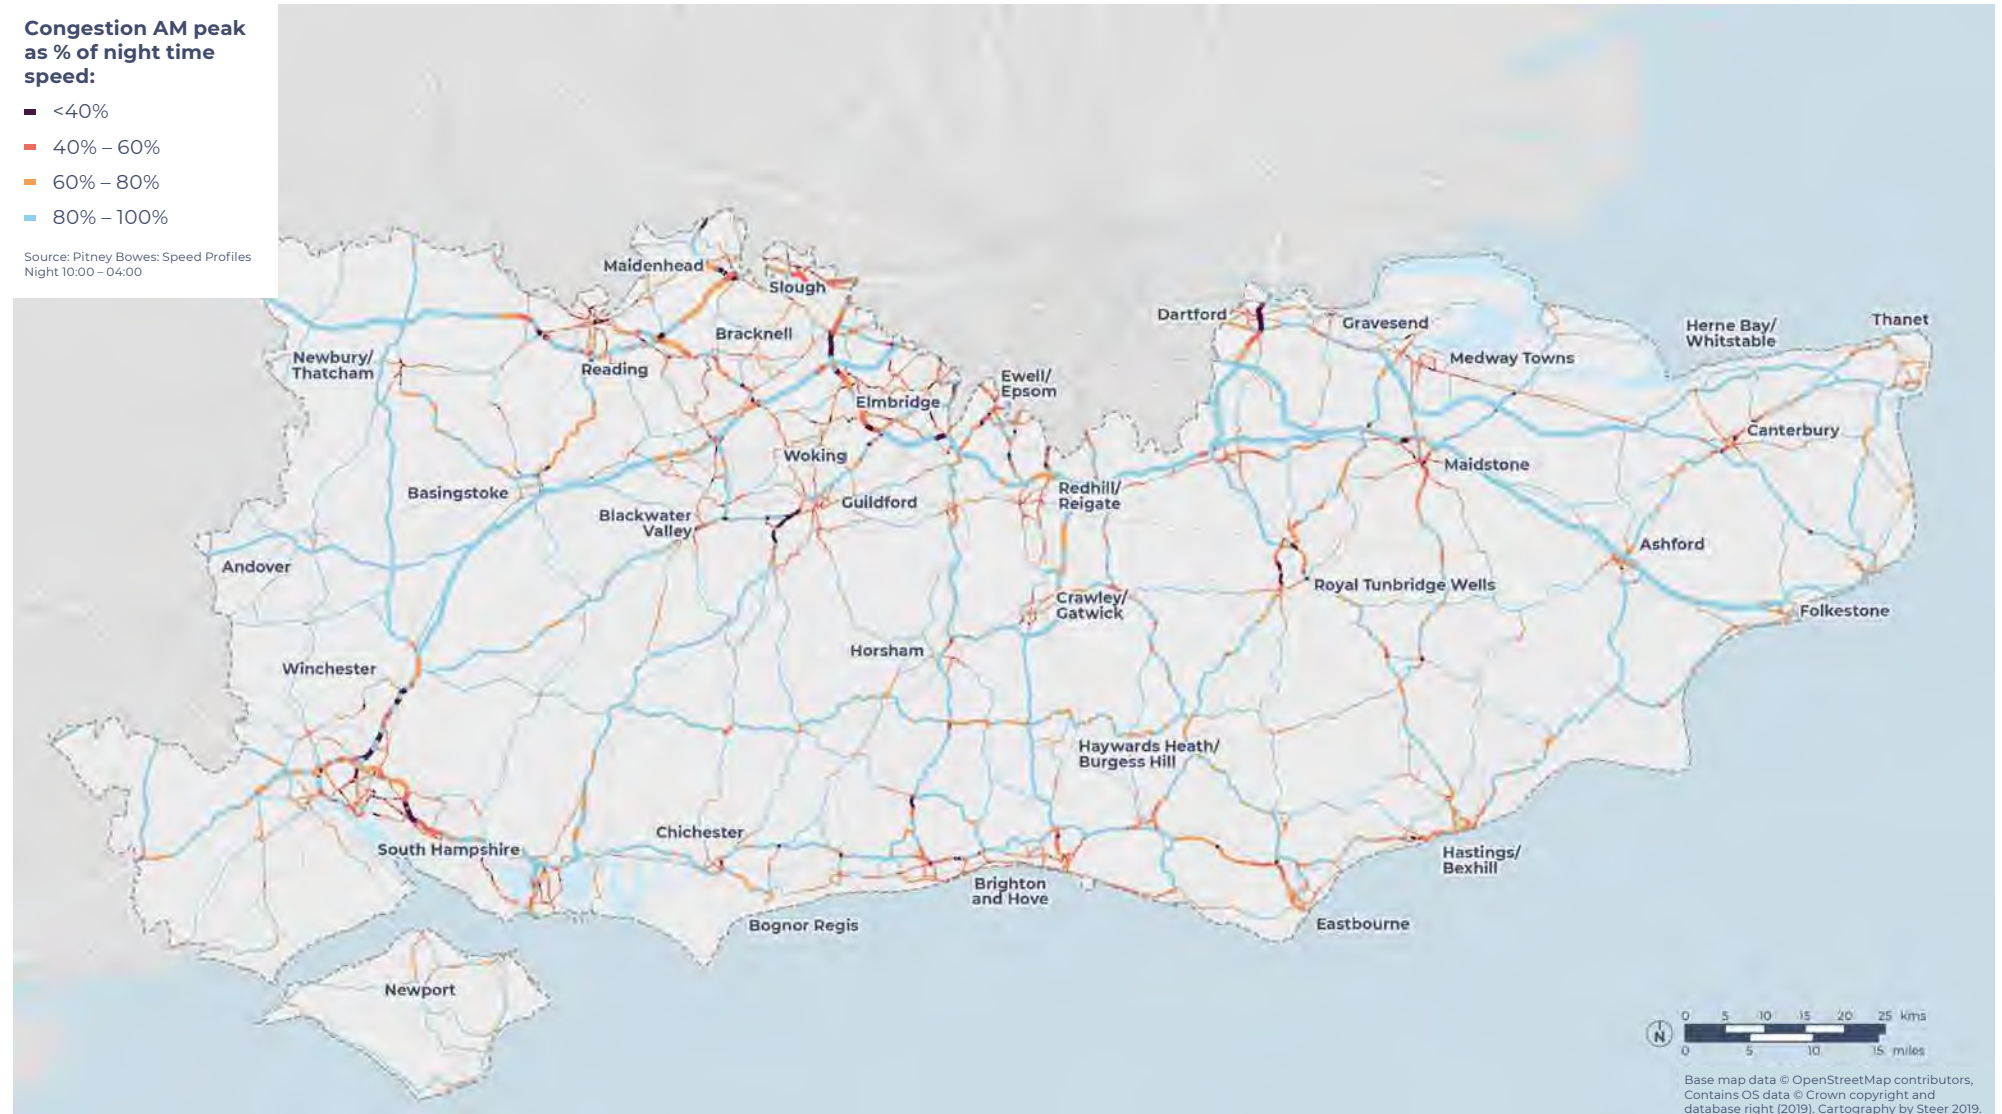 Congestion AM peak
as % of night time
speed:
<40%
40% – 60%
60% – 80%
80% – 100%
Source: Pitney Bowes: Speed Profiles
Night 10:00 – 04:00
Maidenhead
Slough
Dartford
Gravesend
Herne Bay/
Whitstable
Thanet
Bracknell
Newbury/
Thatcham
Reading
Medway Towns
Ewell/
Epsom
Elmbridge
Canterbury
Woking
Maidstone
Basingstoke
Guildford
Redhill/
Reigate
Blackwater
Valley
Ashford
Andover
Royal Tunbridge Wells
Crawley/
Gatwick
Folkestone
Horsham
Winchester
Haywards Heath/
Burgess Hill
Chichester
South Hampshire
Hastings/
Bexhill
Brighton
and Hove
Bognor Regis
Eastbourne
Newport
N
0 5 10 15 20 25 kms
0 5 10 15 miles
Base map data © OpenStreetMap contributors,
Contains OS data © Crown copyright and
database right (2019). Cartography by Steer 2019.